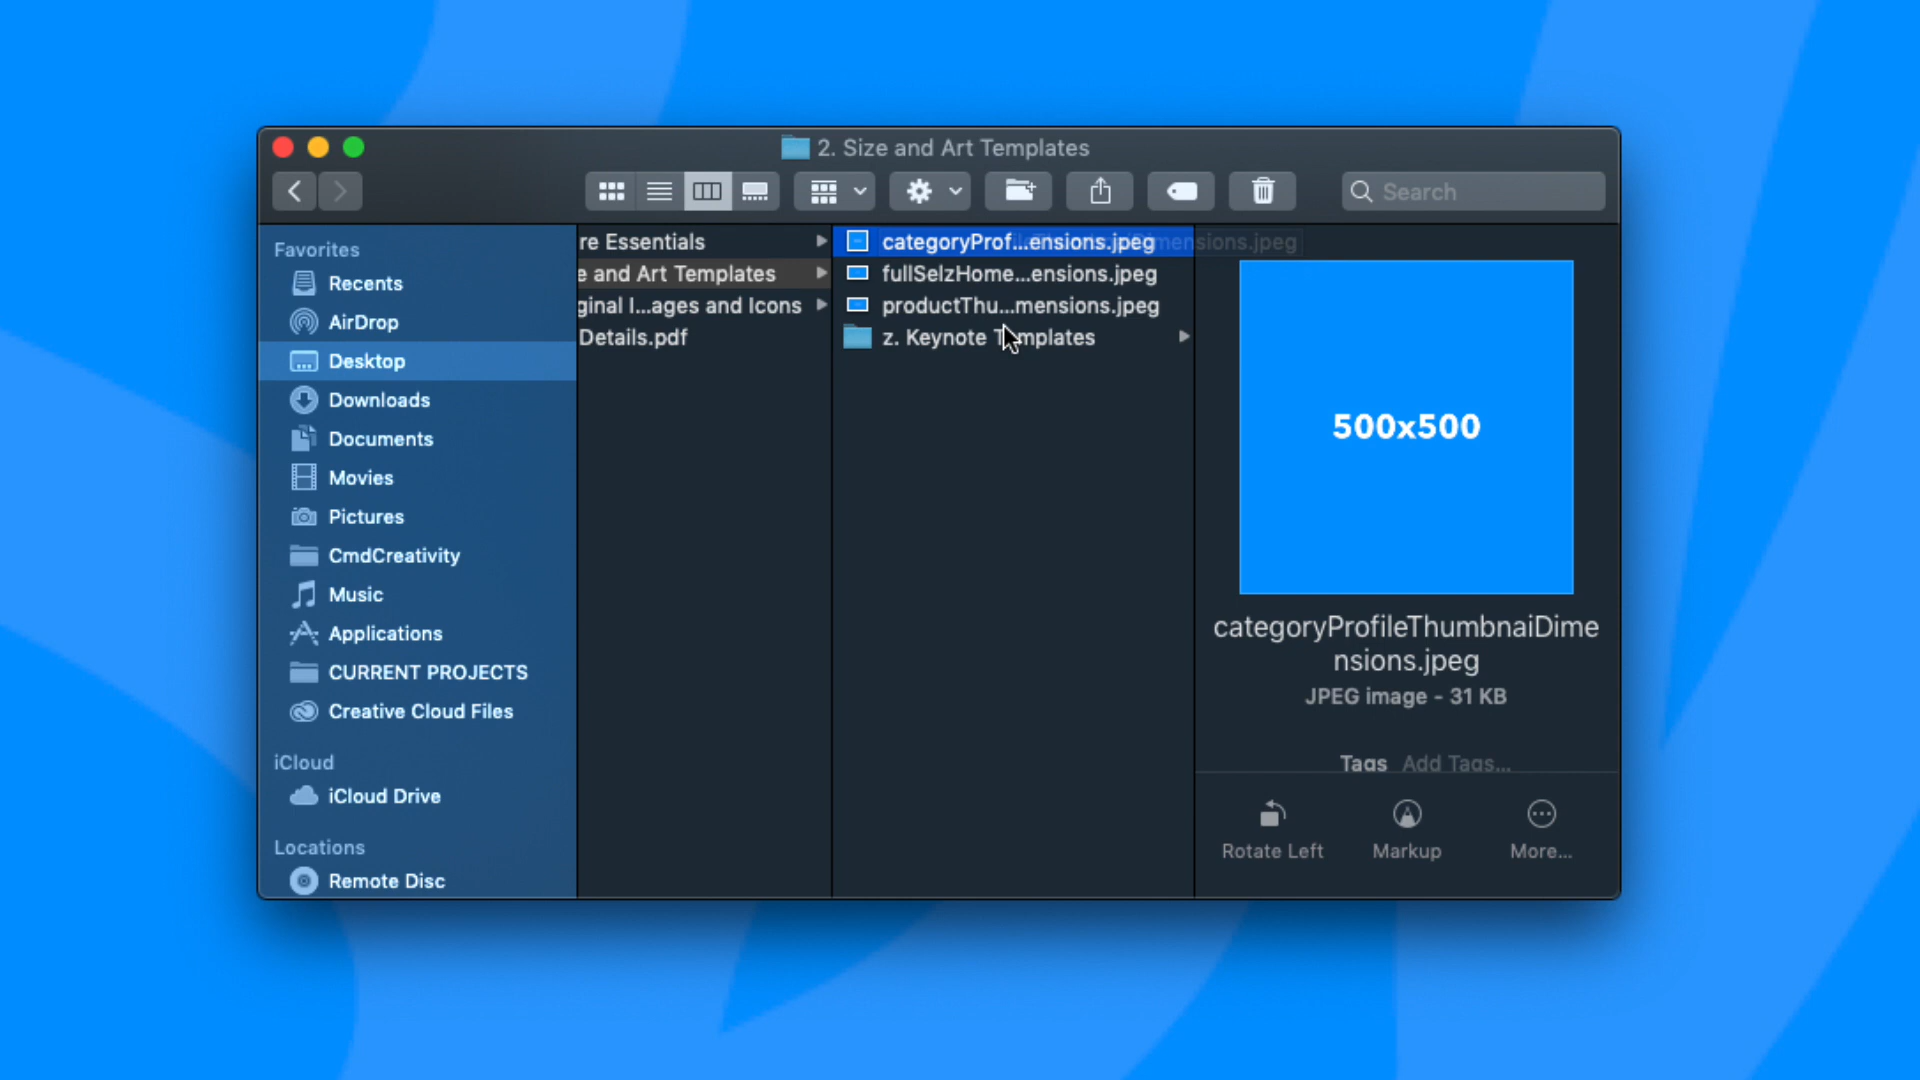 2. Size and Art Templates
Search
Favorites
Recents
AirDrop
Desktop
Downloads
Documents
Movies
Pictures
CmdCreativity
Music
Applications
CURRENT PROJECTS
Creative Cloud Files
iCloud
iCloud Drive
Locations
Remote Disc
re Essentials
e and Art Templates
ginal I...ages and Icons
Details.pdf
categoryProf...ensions.jpeg
fullSelzHome...ensions.jpeg
productThu...mensions.jpeg
z. Keynote Templates
500x500
categoryProfileThumbnaiDime
nsions.jpeg
JPEG image - 31 KB
Tags Add Tags...
Rotate Left
Markup
More...